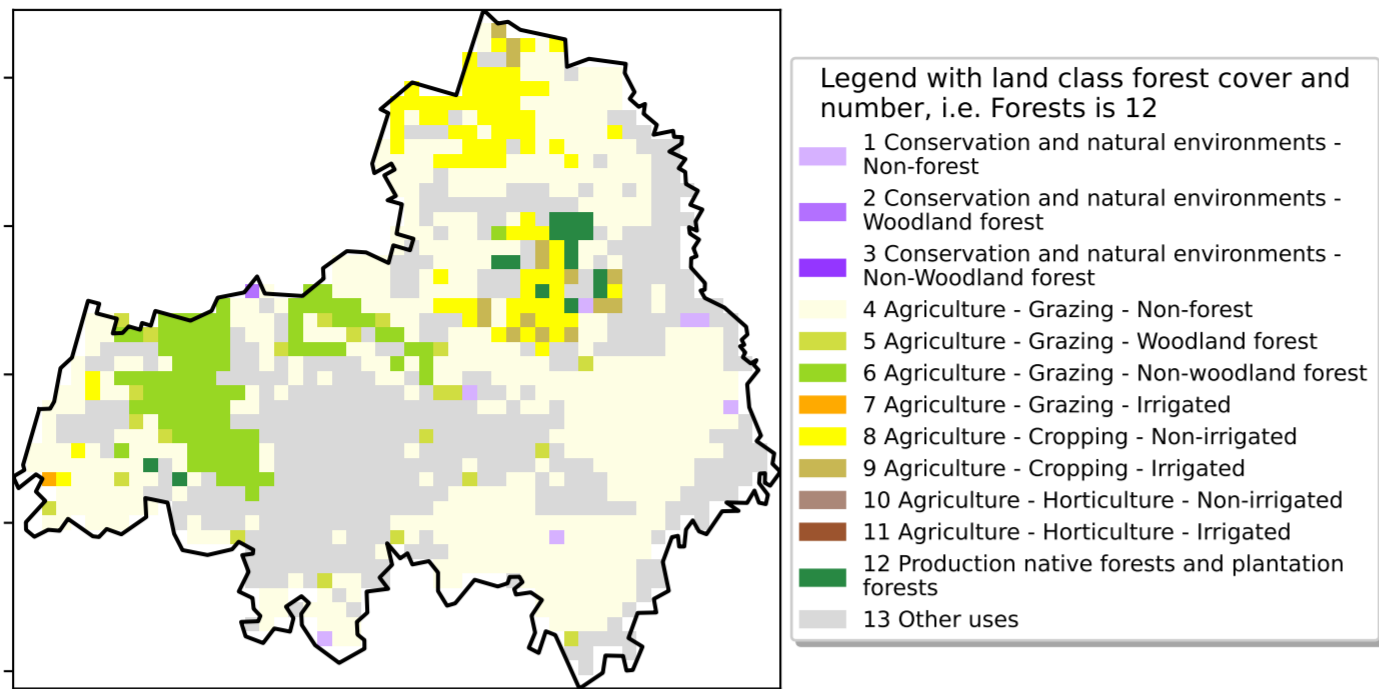 Legend with land class forest cover and
number, i.e. Forests is 12
1 Conservation and natural environments -
Non-forest
2 Conservation and natural environments -
Woodland forest
3 Conservation and natural environments -
Non-Woodland forest
4 Agriculture - Grazing - Non-forest
5 Agriculture - Grazing - Woodland forest
6 Agriculture - Grazing - Non-woodland forest
7 Agriculture - Grazing - Irrigated
8 Agriculture - Cropping - Non-irrigated
9 Agriculture - Cropping - Irrigated
10 Agriculture - Horticulture - Non-irrigated
11 Agriculture - Horticulture - Irrigated
12 Production native forests and plantation
forests
13 Other uses